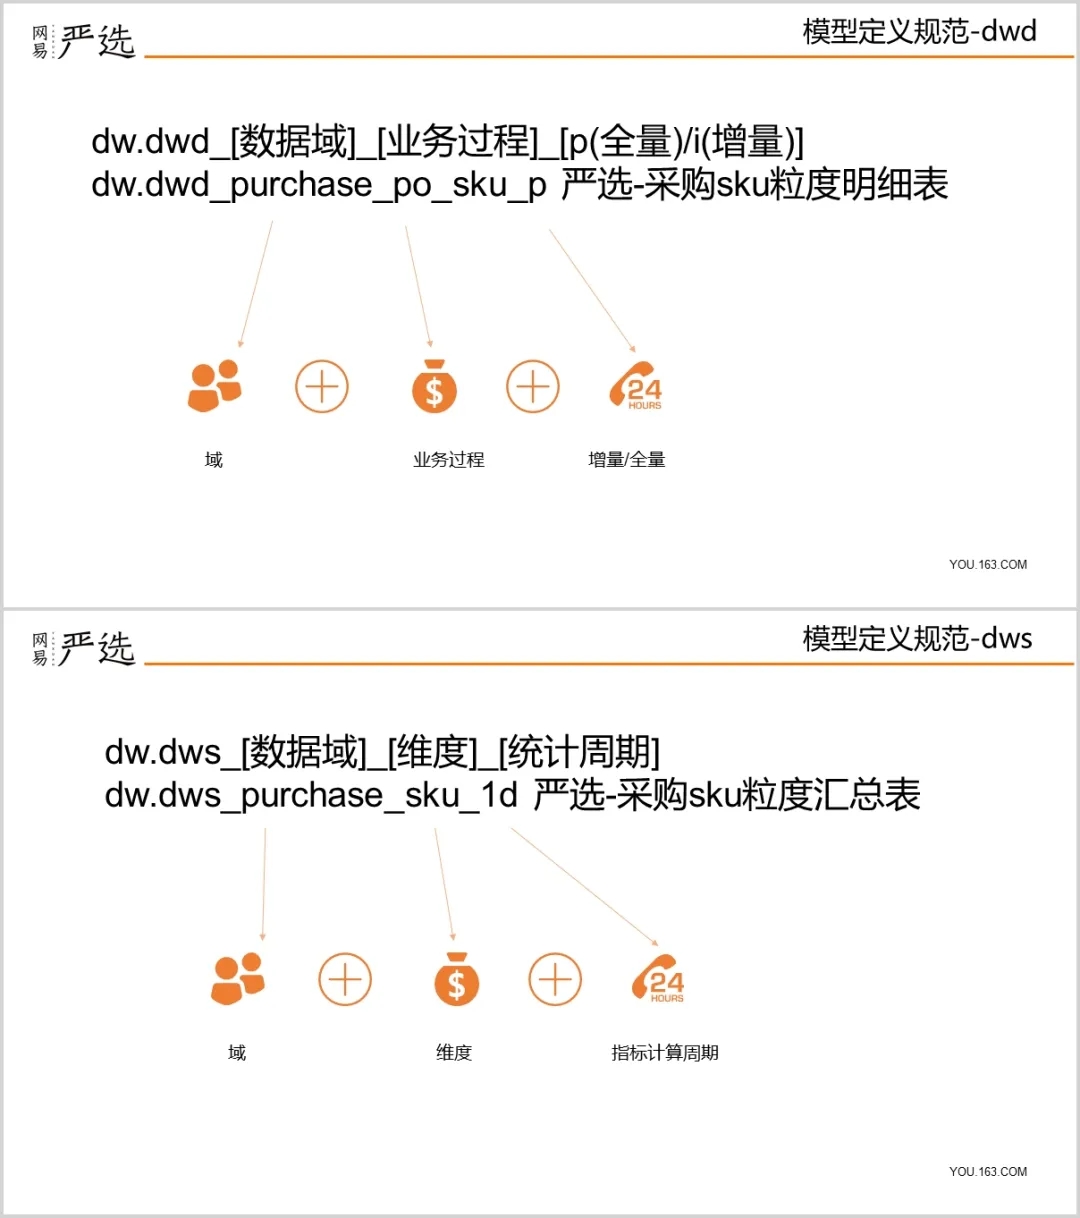 网易 严选
模型定义规范-dwd
dw.dwd_[数据域]_[业务过程]_[p(全量)/i(增量)]
dw.dwd_purchase_po_sku_p 严选-采购sku粒度明细表
$
24
HOURS
域
业务过程
增量/全量
YOU.163.COM
网易 严选
模型定义规范-dws
dw.dws_[数据域]_[维度]_[统计周期]
dw.dws_purchase_sku_1d 严选-采购sku粒度汇总表
$
24
HOURS
域
维度
指标计算周期
YOU.163.COM